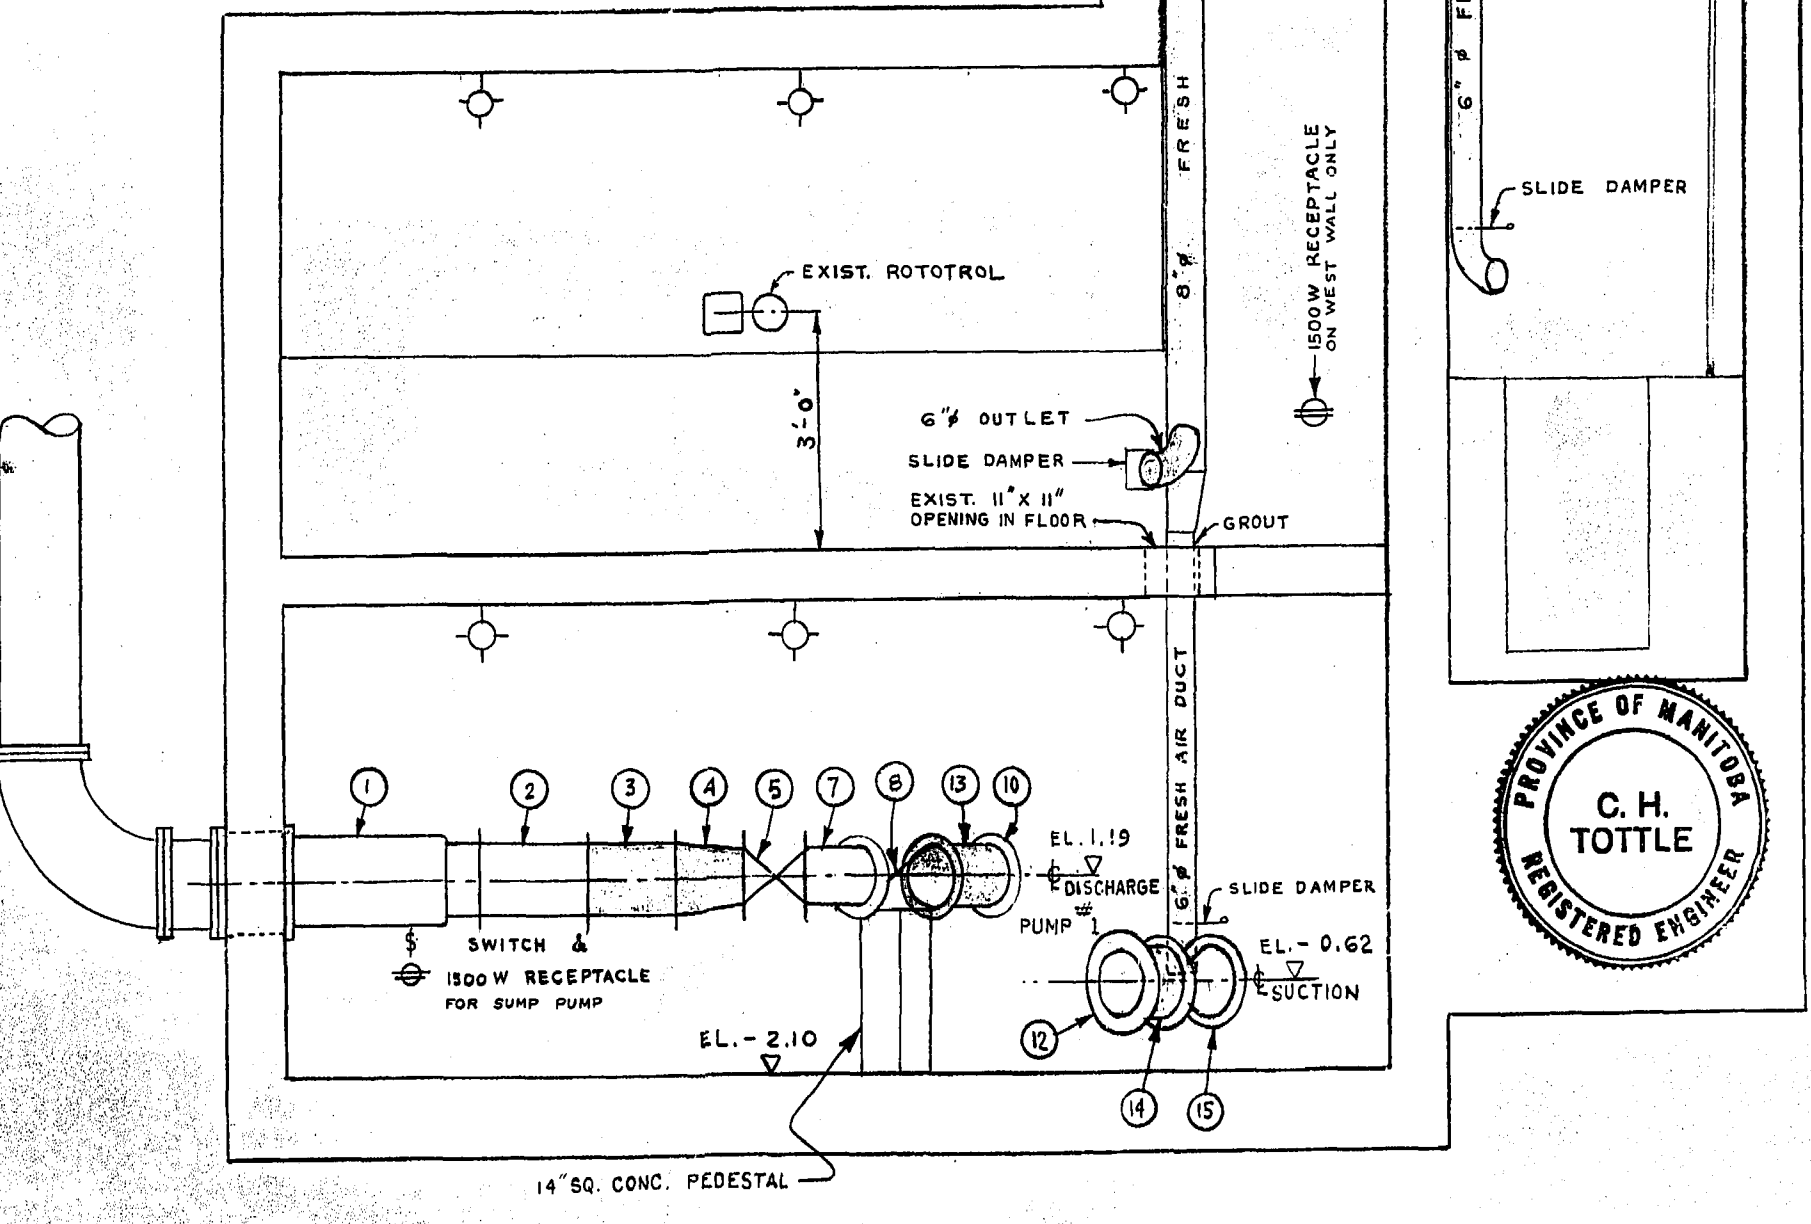 6" ø F
SLIDE DAMPER
8"ø FRESH
1500W RECEPTACLE
ON WEST WALL ONLY
EXIST. ROTOTROL
3'-0"
6"ø OUTLET
SLIDE DAMPER
EXIST. 11" X 11"
OPENING IN FLOOR
GROUT
6"ø FRESH AIR DUCT
1
2
3
4
5
7
8
13
10
EL. 1.19
℄ DISCHARGE
PUMP #1
SLIDE DAMPER
EL. - 0.62
℄ SUCTION
$ SWITCH &
1500 W RECEPTACLE
FOR SUMP PUMP
EL. - 2.10
12
14
15
14" SQ. CONC. PEDESTAL
PROVINCE OF MANITOBA
C. H.
TOTTLE
REGISTERED ENGINEER